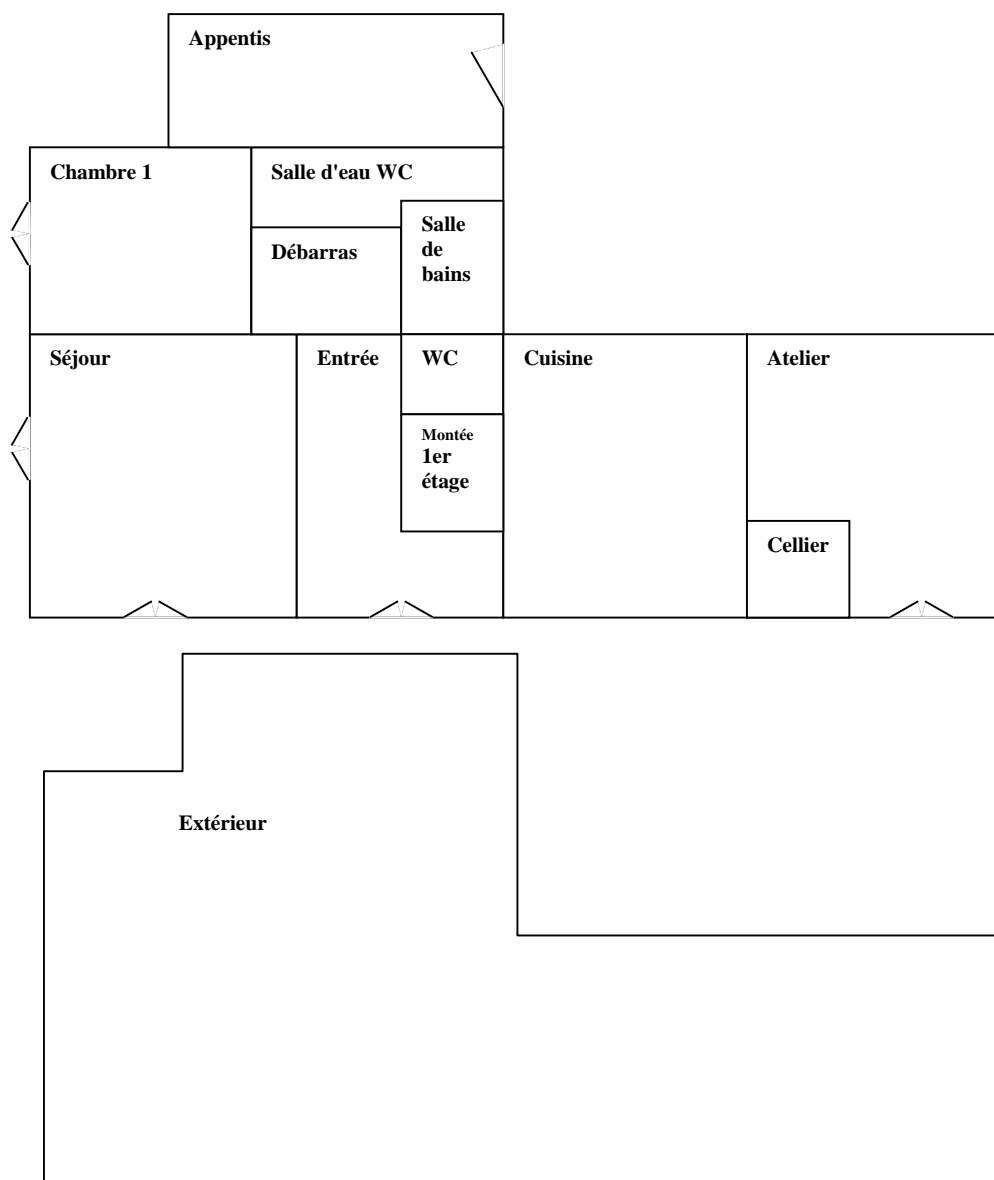 Appentis
Chambre 1
Salle d'eau WC
Salle
de
bains
Débarras
Séjour
Entrée
WC
Cuisine
Atelier
Montée
1er
étage
Cellier
Extérieur